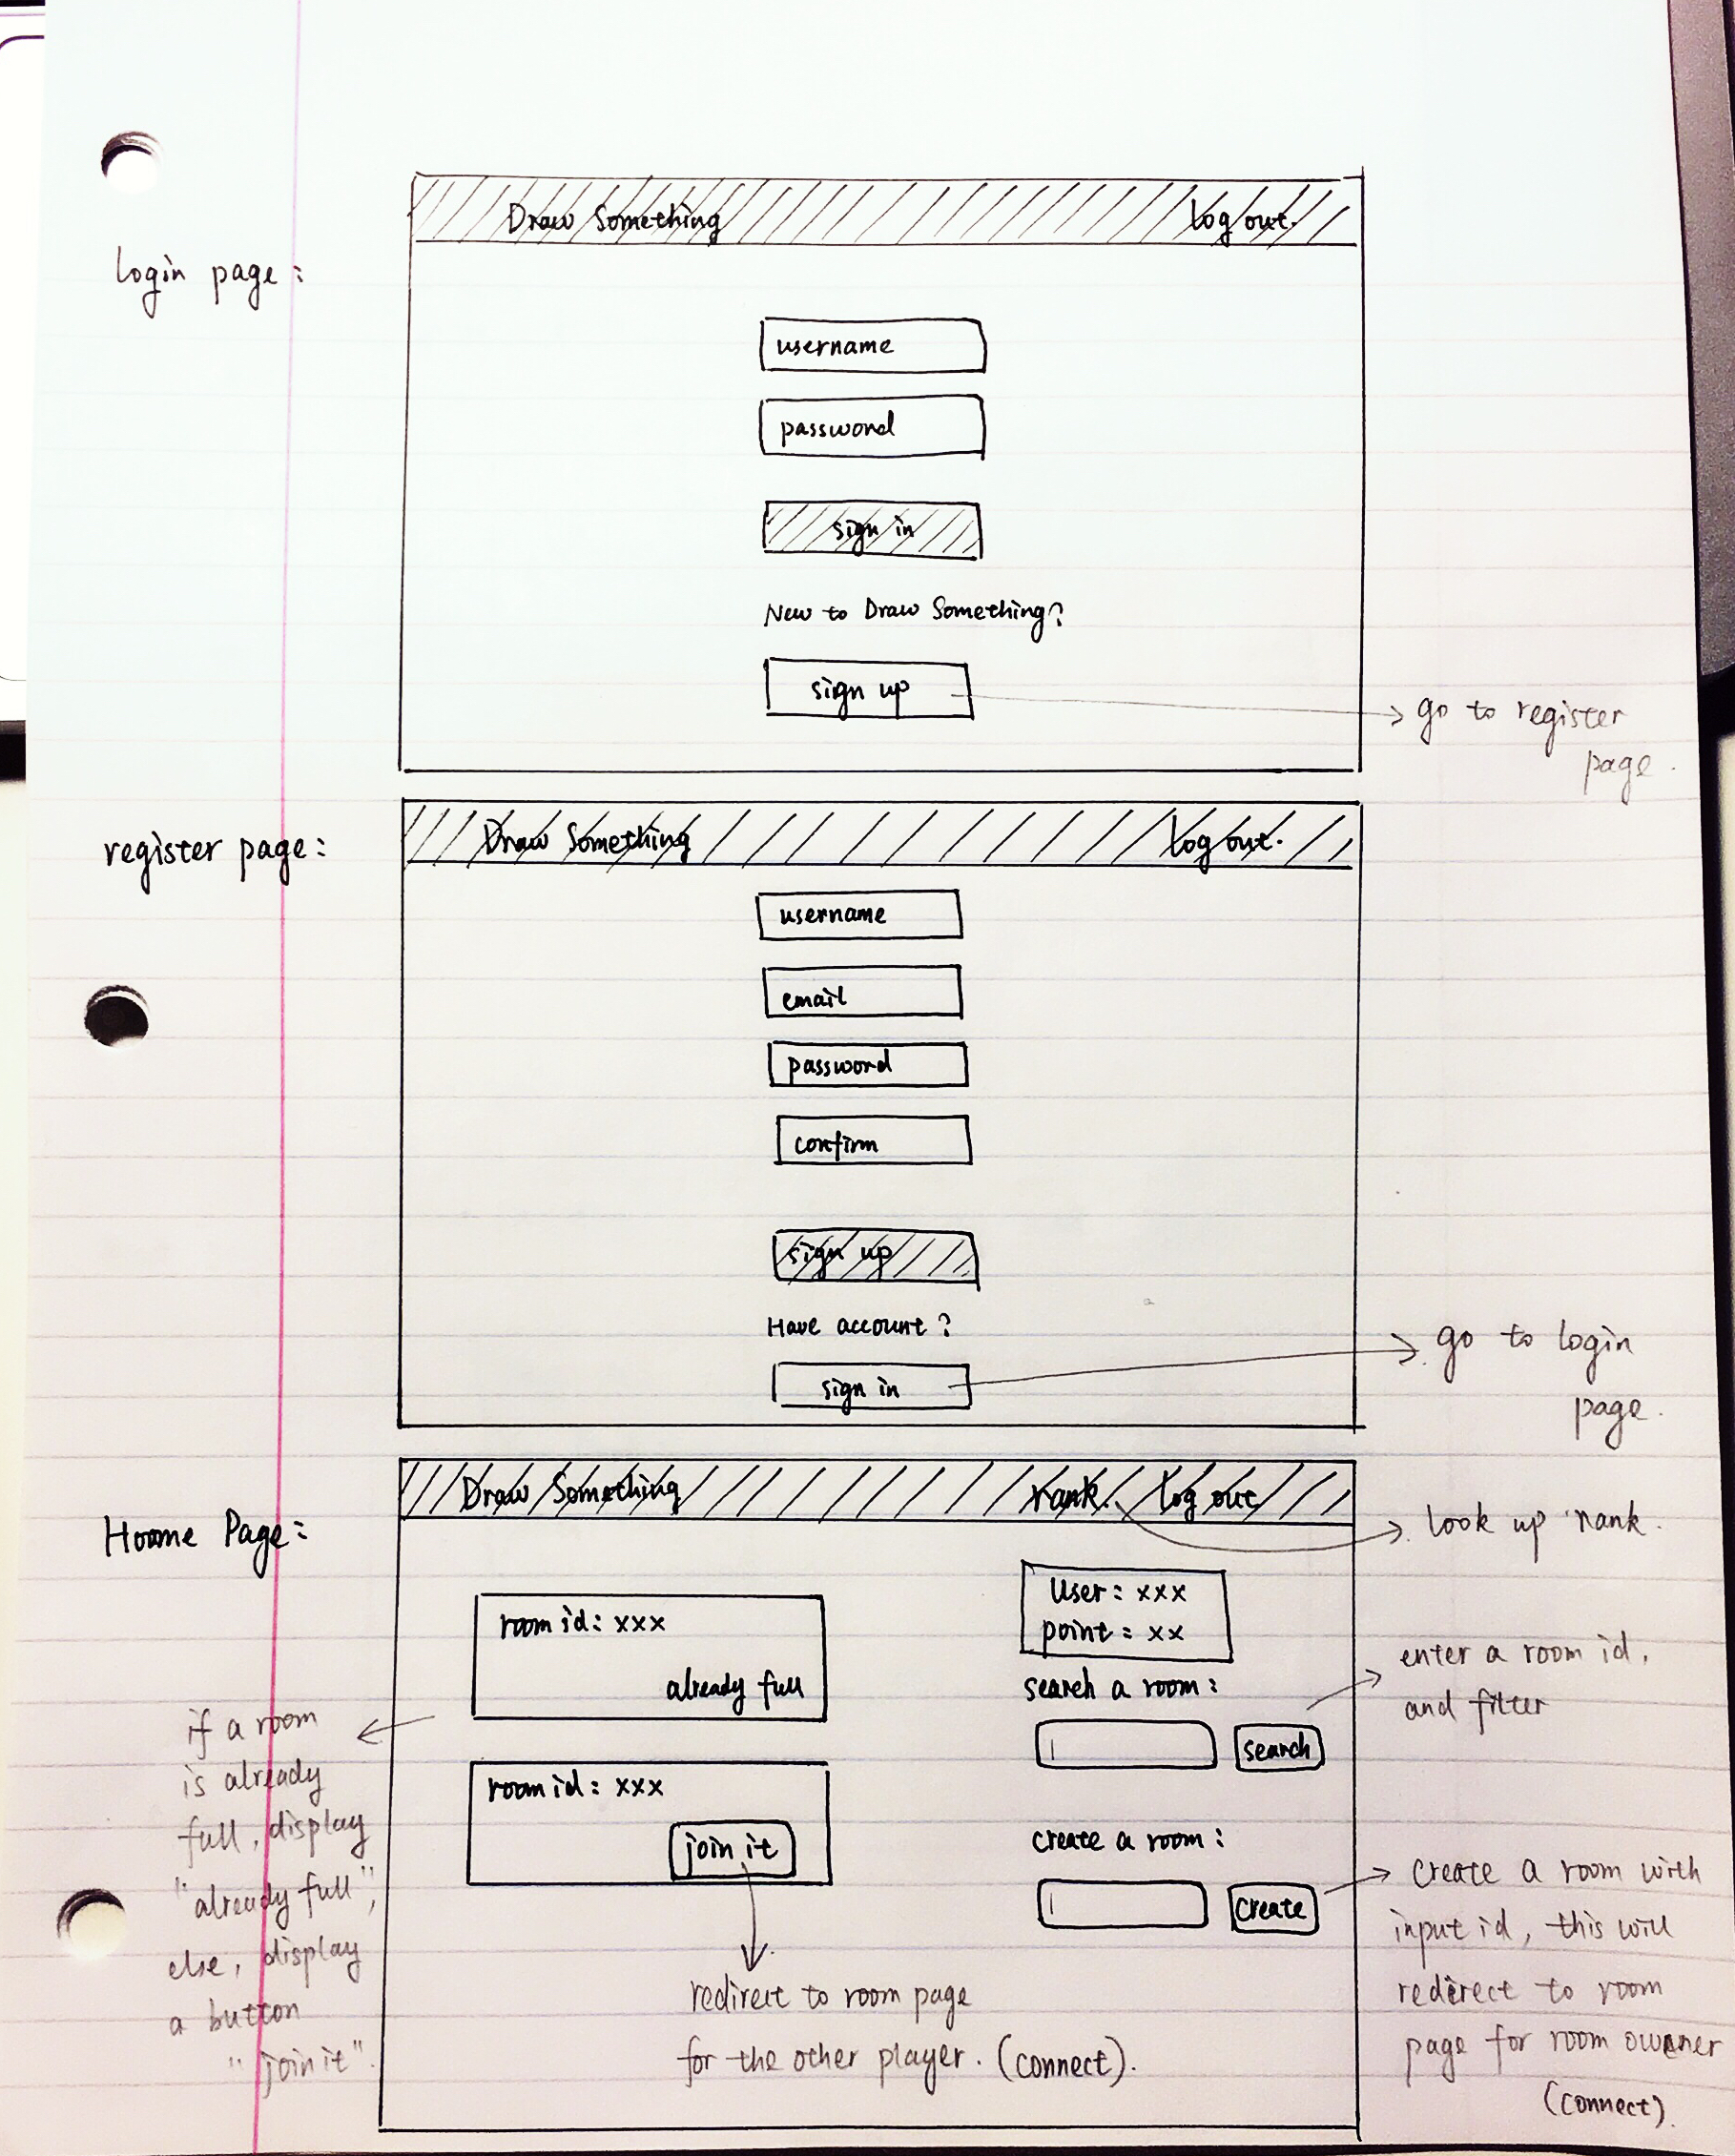 login page:
Draw Something log out.
username
password
sign in
New to Draw Something?
sign up
go to register
page.
register page:
Draw Something log out.
username
email
password
confirm
sign up
Have account?
sign in
go to login
page.
Hoome Page:
Draw Something rank. log out
look up rank.
room id: xxx
already full
if a room
is already
full, display
"already full",
else, display
a button
"join it".
room id: xxx
join it
redirect to room page
for the other player. (connect).
User: xxx
point: xx
search a room:
search
enter a room id,
and filter
create a room:
create
create a room with
input id, this will
redirect to room
page for room owner
(connect).